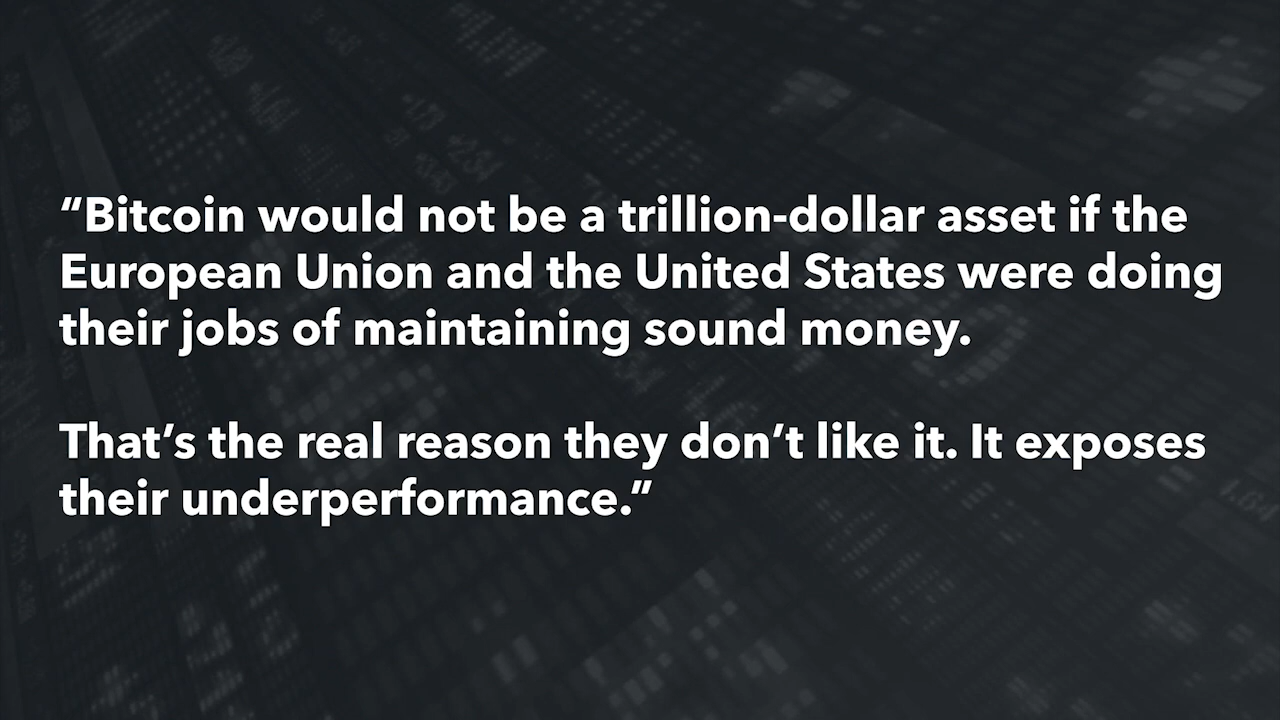 “Bitcoin would not be a trillion-dollar asset if the
European Union and the United States were doing
their jobs of maintaining sound money.
That’s the real reason they don’t like it. It exposes
their underperformance.”